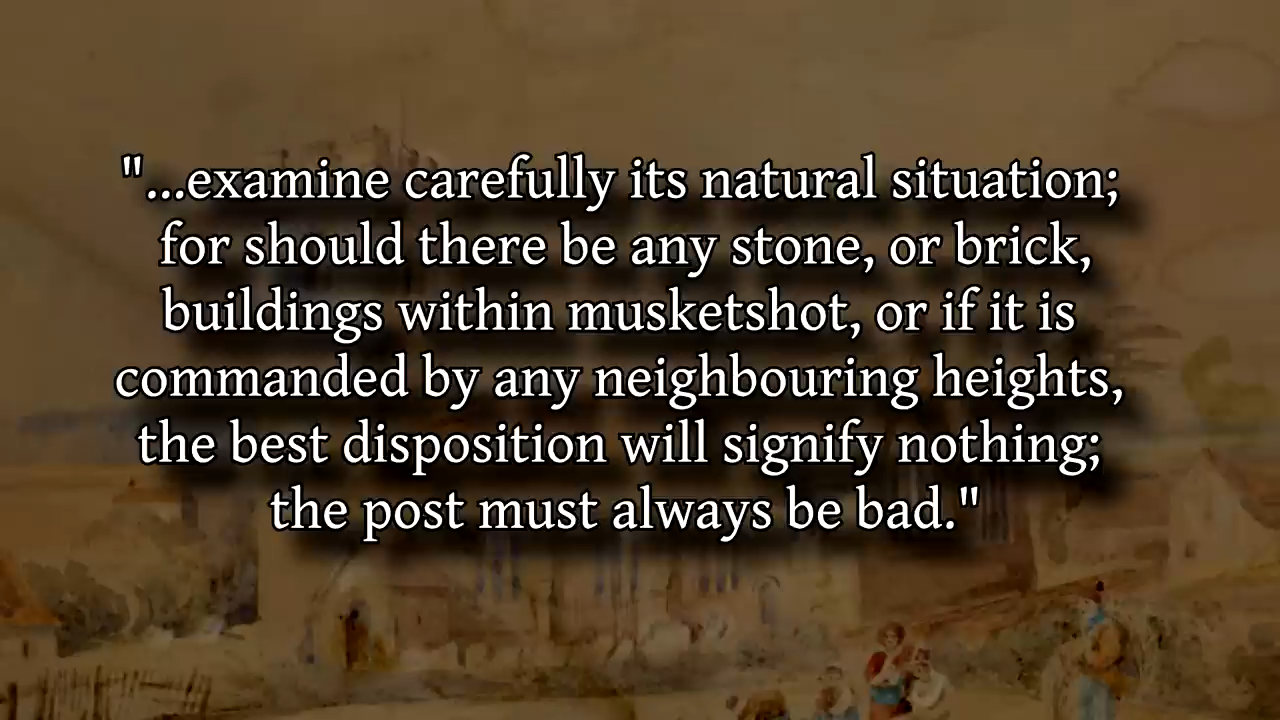 "...examine carefully its natural situation;
for should there be any stone, or brick,
buildings within musketshot, or if it is
commanded by any neighbouring heights,
the best disposition will signify nothing;
the post must always be bad."